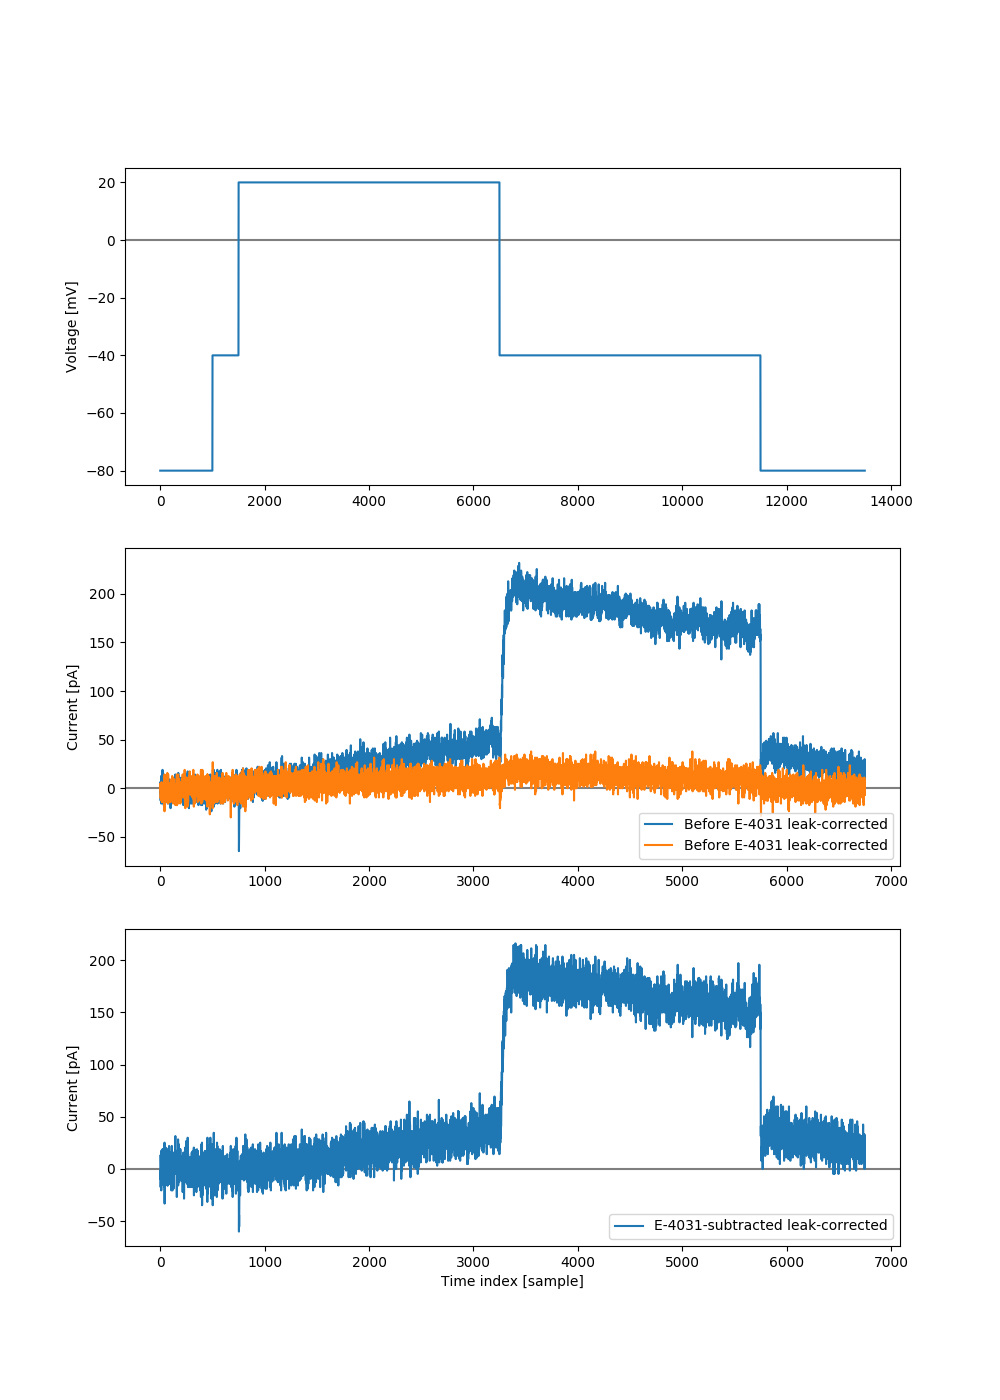 20
0
−20
−40
−60
−80
Voltage [mV]
0 2000 4000 6000 8000 10000 12000 14000
200
150
100
50
0
−50
Current [pA]
Before E-4031 leak-corrected
Before E-4031 leak-corrected
0 1000 2000 3000 4000 5000 6000 7000
200
150
100
50
0
−50
Current [pA]
E-4031-subtracted leak-corrected
0 1000 2000 3000 4000 5000 6000 7000
Time index [sample]